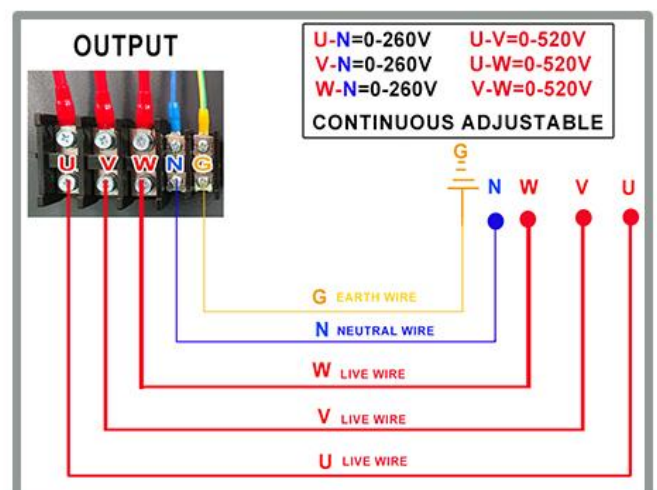 OUTPUT
U-N=0-260V U-V=0-520V
V-N=0-260V U-W=0-520V
W-N=0-260V V-W=0-520V
CONTINUOUS ADJUSTABLE
U V W N G
G
N W V U
G EARTH WIRE
N NEUTRAL WIRE
W LIVE WIRE
V LIVE WIRE
U LIVE WIRE